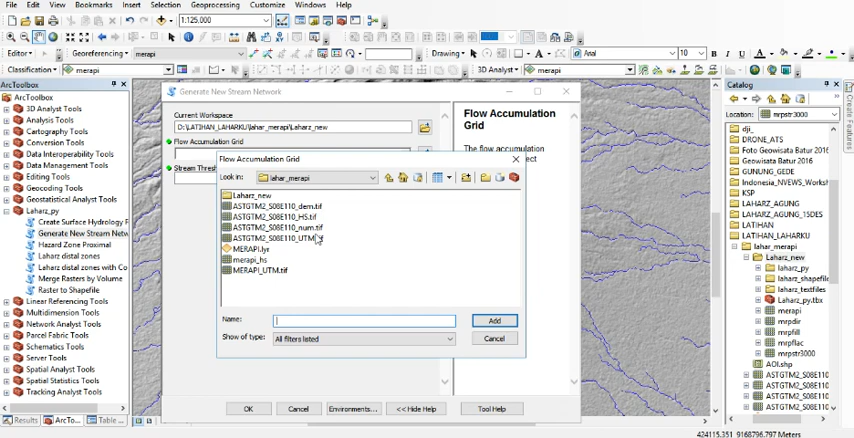 File Edit View Bookmarks Insert Selection Geoprocessing Customize Windows Help
1:125,000
Editor Georeferencing merapi Drawing Arial 10 B I U A
Classification merapi 3D Analyst merapi
ArcToolbox
ArcToolbox
3D Analyst Tools
Analysis Tools
Cartography Tools
Conversion Tools
Data Interoperability Tools
Data Management Tools
Editing Tools
Geocoding Tools
Geostatistical Analyst Tools
Laharz_py
Create Surface Hydrology R
Generate New Stream Netw
Hazard Zone Proximal
Laharz distal zones
Laharz distal zones with Co
Merge Rasters by Volume
Raster to Shapefile
Linear Referencing Tools
Multidimension Tools
Network Analyst Tools
Parcel Fabric Tools
Schematics Tools
Server Tools
Spatial Analyst Tools
Spatial Statistics Tools
Tracking Analyst Tools
Results ArcTo... Table ...
Generate New Stream Network
Current Workspace
D:\LATIHAN_LAHARKU\lahar_merapi\Laharz_new
Flow Accumulation Grid
Stream Thresh
Flow Accumulation Grid
The flow accumulation
Flow Accumulation Grid
Look in: lahar_merapi
Laharz_new
ASTGTM2_S08E110_dem.tif
ASTGTM2_S08E110_HS.tif
ASTGTM2_S08E110_num.tif
ASTGTM2_S08E110_UTM
MERAPI.lyr
merapi_hs
MERAPI_UTM.tif
Name: Add
Show of type: All filters listed Cancel
OK Cancel Environments... << Hide Help Tool Help
Catalog
Location: mrpstr3000
dji_
DRONE_ATS
Foto Geowisata Batur 2016
Geowisata Batur 2016
GUNUNG_GEDE
Indonesia_NVEWS_Worksh
KSP
LAHARZ_AGUNG
LAHARZ_AGUNG_15DES
LATIHAN
LATIHAN_LAHARKU
lahar_merapi
Laharz_new
laharz_py
laharz_shapefile
laharz_textfiles
Laharz_py.tbx
merapi
mrpdir
mrpfill
mrpflac
mrpstr3000
AOI.shp
ASTGTM2_S08E110
ASTGTM2_S08E110
ASTGTM2_S08E110
ASTGTM2_S08E110
Create Features
424115.351 9168796.797 Meters